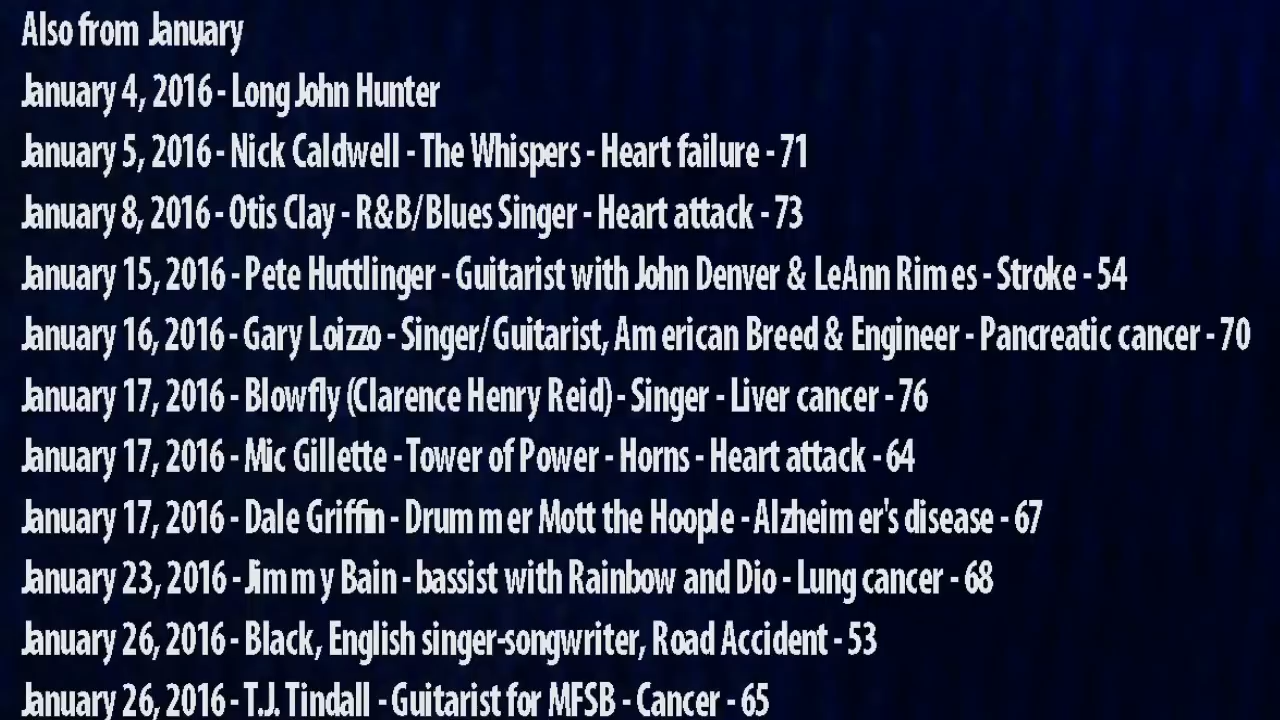 Also from January
January 4, 2016 - Long John Hunter
January 5, 2016 - Nick Caldwell - The Whispers - Heart failure - 71
January 8, 2016 - Otis Clay - R&B/Blues Singer - Heart attack - 73
January 15, 2016 - Pete Huttlinger - Guitarist with John Denver & LeAnn Rimes - Stroke - 54
January 16, 2016 - Gary Loizzo - Singer/Guitarist, American Breed & Engineer - Pancreatic cancer - 70
January 17, 2016 - Blowfly (Clarence Henry Reid) - Singer - Liver cancer - 76
January 17, 2016 - Mic Gillette - Tower of Power - Horns - Heart attack - 64
January 17, 2016 - Dale Griffin - Drummer Mott the Hoople - Alzheimer's disease - 67
January 23, 2016 - Jimmy Bain - bassist with Rainbow and Dio - Lung cancer - 68
January 26, 2016 - Black, English singer-songwriter, Road Accident - 53
January 26, 2016 - T.J. Tindall - Guitarist for MFSB - Cancer - 65